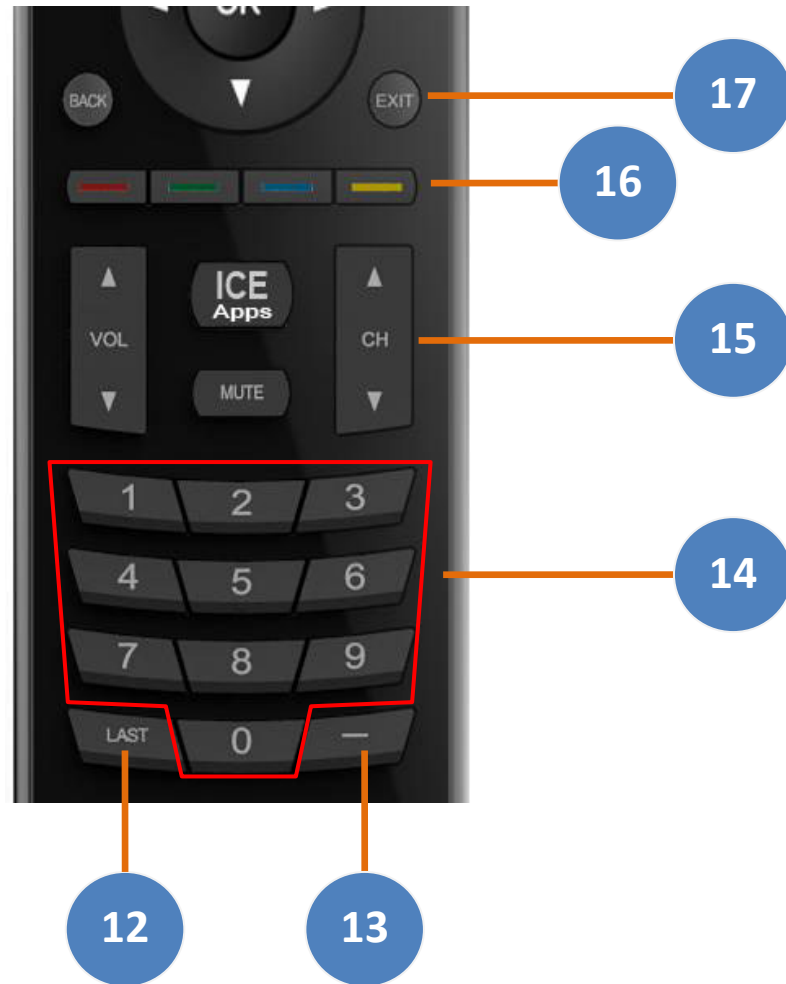 OK
BACK
EXIT
17
16
ICE
Apps
VOL
CH
15
MUTE
1 2 3
4 5 6
14
7 8 9
LAST 0 —
12 13